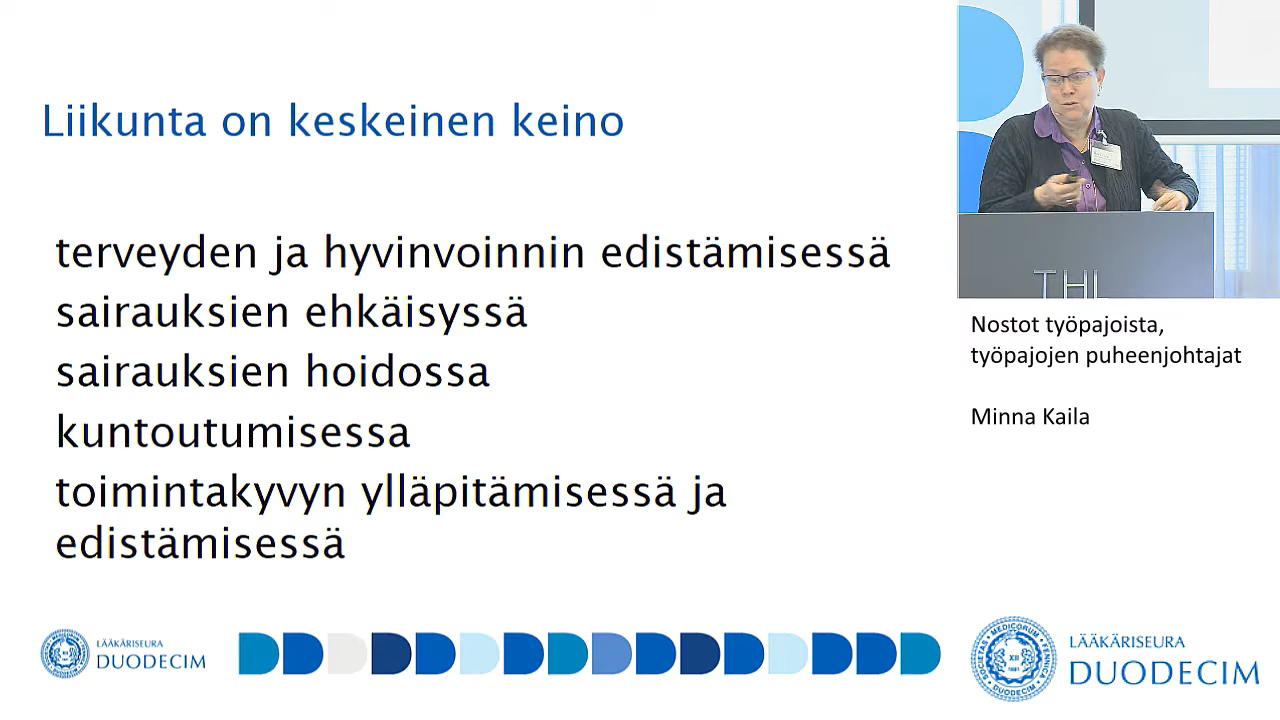 Liikunta on keskeinen keino
terveyden ja hyvinvoinnin edistämisessä
sairauksien ehkäisyssä
sairauksien hoidossa
kuntoutumisessa
toimintakyvyn ylläpitämisessä ja
edistämisessä
THL
Nostot työpajoista,
työpajojen puheenjohtajat
Minna Kaila
LÄÄKÄRISEURA
DUODECIM
LÄÄKÄRISEURA
DUODECIM